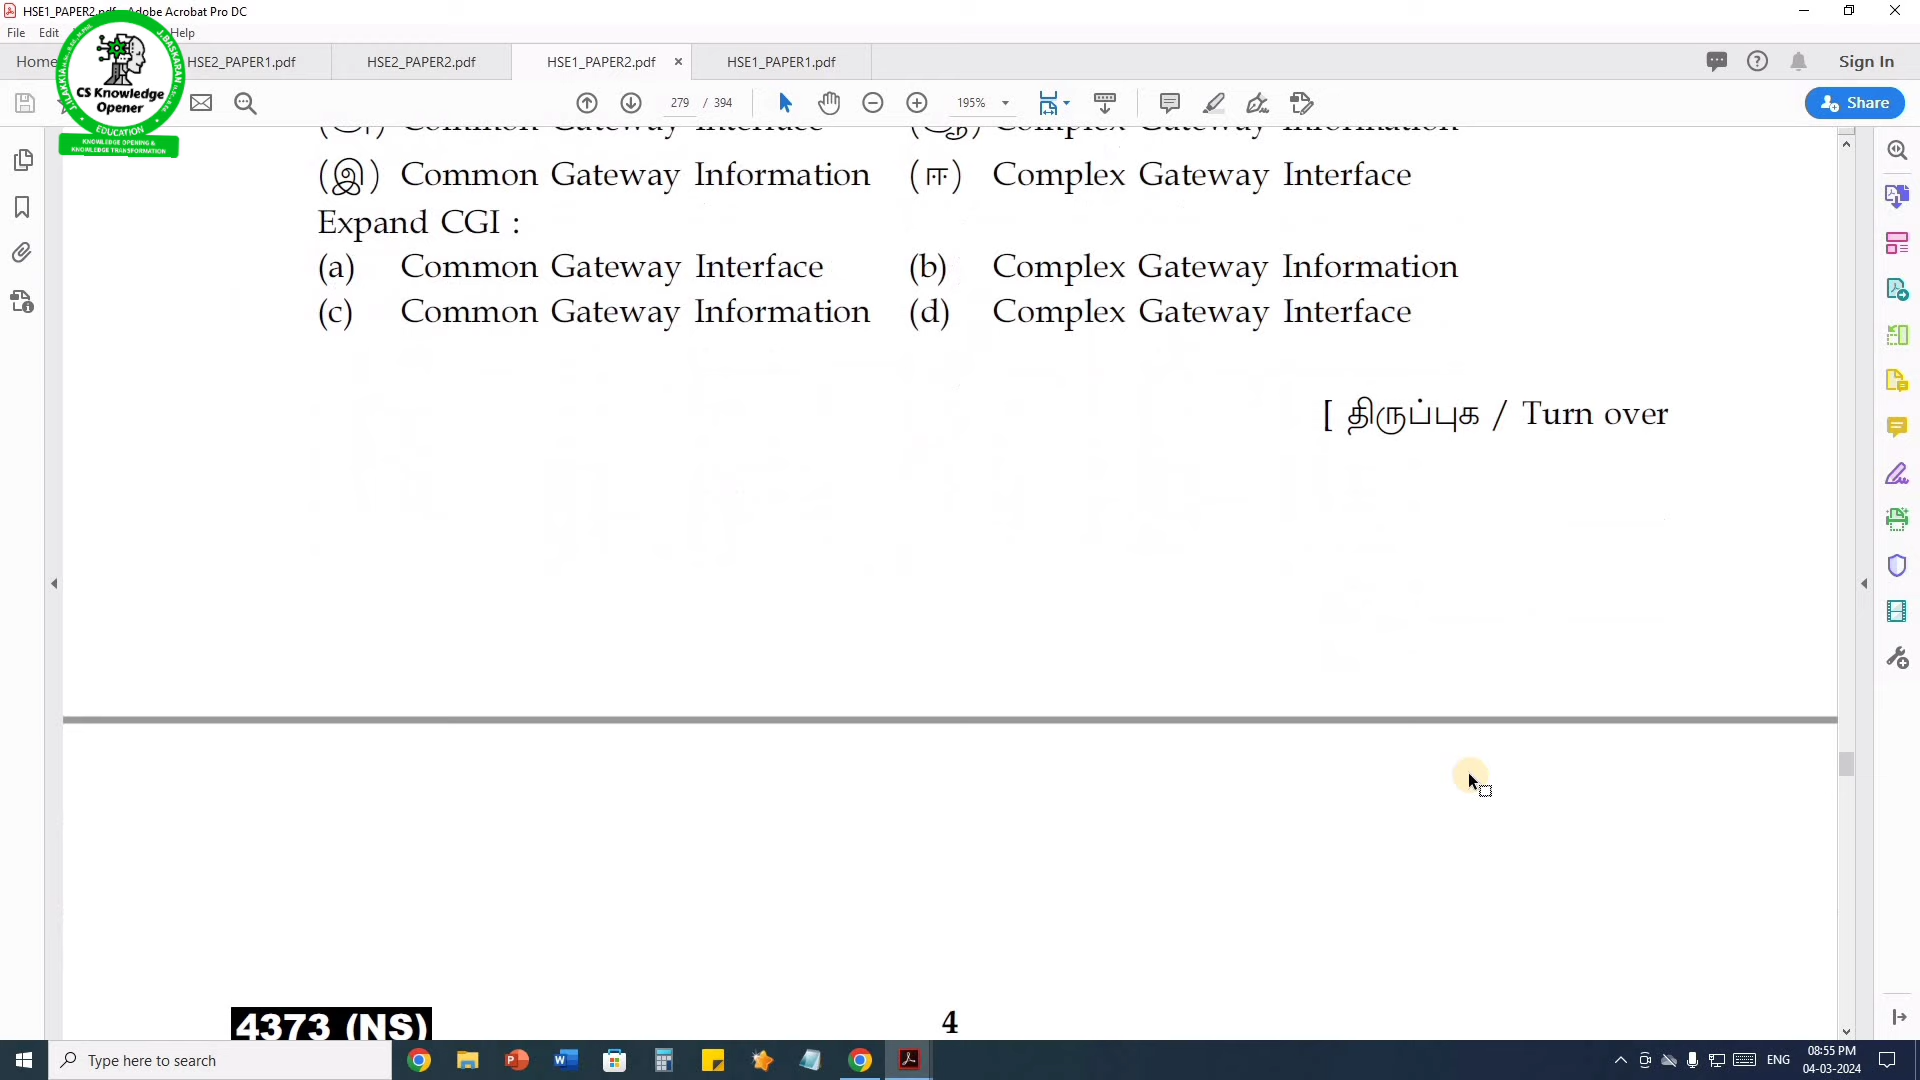 HSE1_PAPER2.pdf - Adobe Acrobat Pro DC
File Edit Help
Home HSE2_PAPER1.pdf HSE2_PAPER2.pdf HSE1_PAPER2.pdf × HSE1_PAPER1.pdf Sign In
279 / 394 195% Share
J.ILAKKIA J.BASKARAN
CS Knowledge
Opener
EDUCATION
KNOWLEDGE OPENING &
KNOWLEDGE TRANSFORMATION
(அ) Common Gateway Interface (ஆ) Complex Gateway Information
(இ) Common Gateway Information (ஈ) Complex Gateway Interface
Expand CGI :
(a) Common Gateway Interface (b) Complex Gateway Information
(c) Common Gateway Information (d) Complex Gateway Interface
[ திருப்புக / Turn over
4373 (NS) 4
Type here to search ENG 08:55 PM
04-03-2024